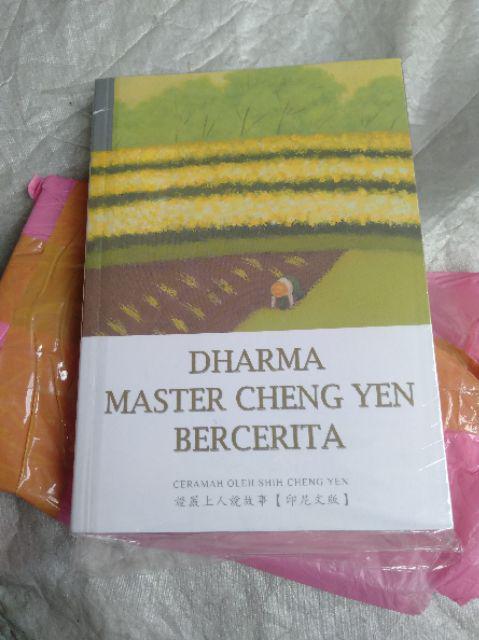 DHARMA
MASTER CHENG YEN
BERCERITA
CERAMAH OLEH SHIH CHENG YEN
證嚴上人說故事【印尼文版】